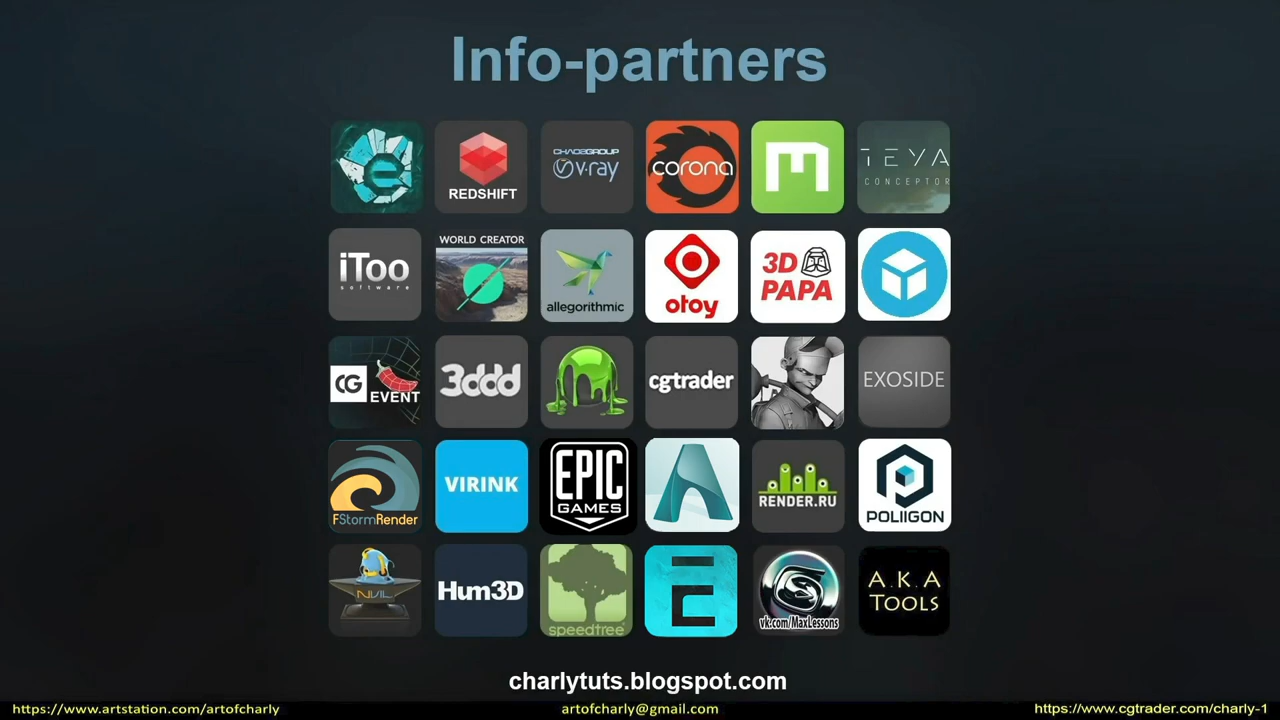 Info-partners
e
REDSHIFT
CHAOSGROUP
v·ray
corona
m
TEYA
CONCEPTOR
iToo
software
WORLD CREATOR
allegorithmic
otoy
3D
PAPA
CG
EVENT
3ddd
cgtrader
EXOSIDE
FStormRender
VIRINK
EPIC
GAMES
A
RENDER.RU
POLIIGON
NVIL
Hum3D
speedtree
E
S
vk.com/MaxLessons
A.K.A
TOOLS
charlytuts.blogspot.com
https://www.artstation.com/artofcharly
artofcharly@gmail.com
https://www.cgtrader.com/charly-1